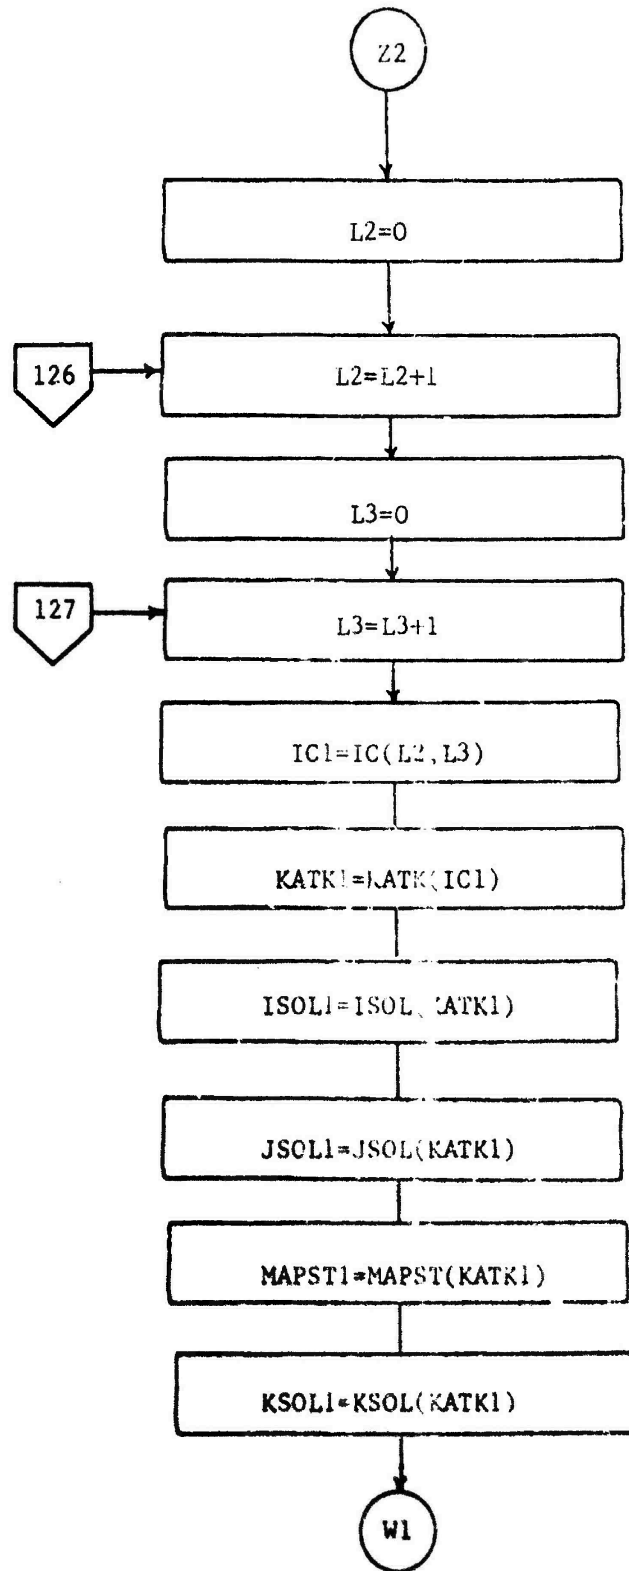 Z2
L2=0
126
L2=L2+1
L3=0
127
L3=L3+1
IC1=IC(L2,L3)
KATK1=KATK(IC1)
ISOL1=ISOL(KATK1)
JSOL1=JSOL(KATK1)
MAPST1=MAPST(KATK1)
KSOL1=KSOL(KATK1)
W1